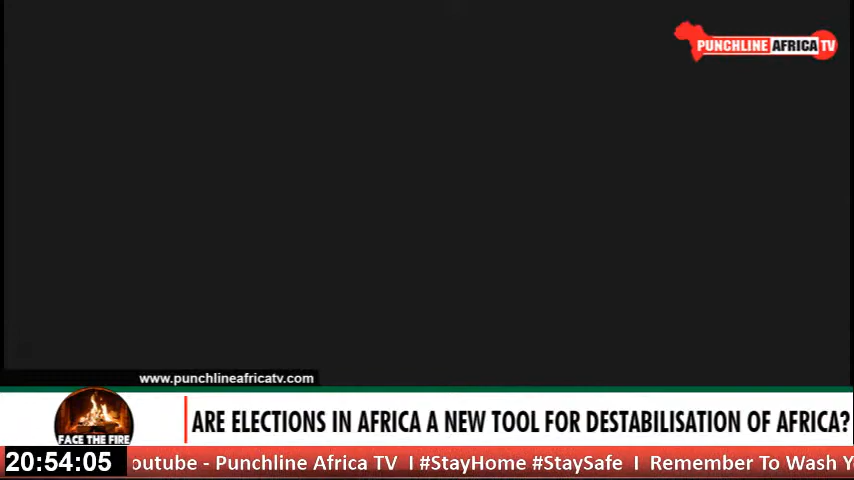 PUNCHLINE AFRICA TV
www.punchlineafricatv.com
ARE ELECTIONS IN AFRICA A NEW TOOL FOR DESTABILISATION OF AFRICA?
FACE THE FIRE
20:54:05 outube - Punchline Africa TV I #StayHome #StaySafe I Remember To Wash Y